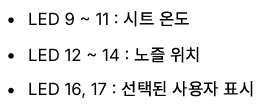 • LED 9 ~ 11 : 시트 온도
• LED 12 ~ 14 : 노즐 위치
• LED 16, 17 : 선택된 사용자 표시